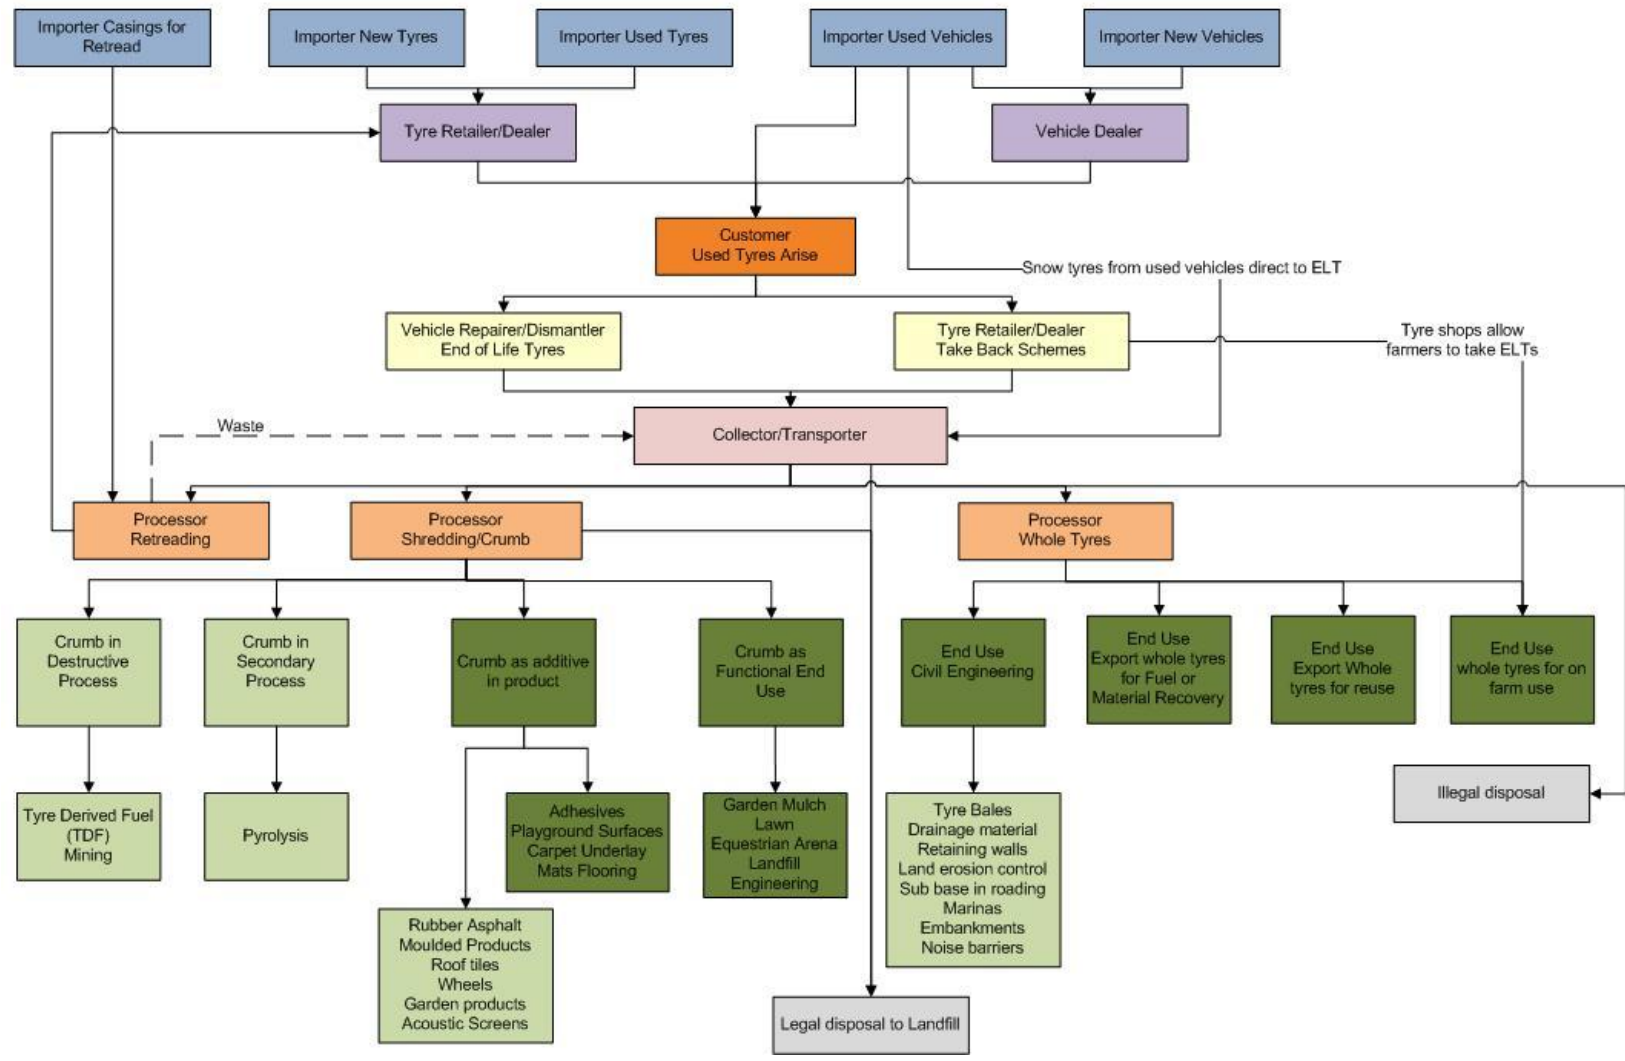 Importer Casings for
Retread
Importer New Tyres
Importer Used Tyres
Importer Used Vehicles
Importer New Vehicles
Tyre Retailer/Dealer
Vehicle Dealer
Customer
Used Tyres Arise
Snow tyres from used vehicles direct to ELT
Vehicle Repairer/Dismantler
End of Life Tyres
Tyre Retailer/Dealer
Take Back Schemes
Tyre shops allow
farmers to take ELTs
Waste
Collector/Transporter
Processor
Retreading
Processor
Shredding/Crumb
Processor
Whole Tyres
Crumb in
Destructive
Process
Crumb in
Secondary
Process
Crumb as additive
in product
Crumb as
Functional End
Use
End Use
Civil Engineering
End Use
Export whole tyres
for Fuel or
Material Recovery
End Use
Export Whole
tyres for reuse
End Use
whole tyres for on
farm use
Tyre Derived Fuel
(TDF)
Mining
Pyrolysis
Adhesives
Playground Surfaces
Carpet Underlay
Mats Flooring
Garden Mulch
Lawn
Equestrian Arena
Landfill
Engineering
Tyre Bales
Drainage material
Retaining walls
Land erosion control
Sub base in roading
Marinas
Embankments
Noise barriers
Illegal disposal
Rubber Asphalt
Moulded Products
Roof tiles
Wheels
Garden products
Acoustic Screens
Legal disposal to Landfill